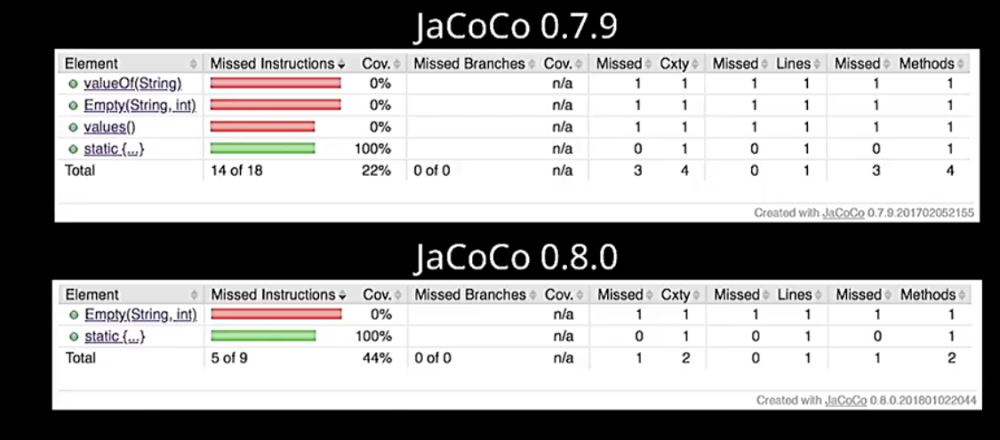 JaCoCo 0.7.9
Element Missed Instructions Cov. Missed Branches Cov. Missed Cxty Missed Lines Missed Methods
valueOf(String) 0% n/a 1 1 1 1 1 1
Empty(String, int) 0% n/a 1 1 1 1 1 1
values() 0% n/a 1 1 1 1 1 1
static {...} 100% n/a 0 1 0 1 0 1
Total 14 of 18 22% 0 of 0 n/a 3 4 0 1 3 4
Created with JaCoCo 0.7.9.201702052155
JaCoCo 0.8.0
Element Missed Instructions Cov. Missed Branches Cov. Missed Cxty Missed Lines Missed Methods
Empty(String, int) 0% n/a 1 1 1 1 1 1
static {...} 100% n/a 0 1 0 1 0 1
Total 5 of 9 44% 0 of 0 n/a 1 2 0 1 1 2
Created with JaCoCo 0.8.0.201801022044